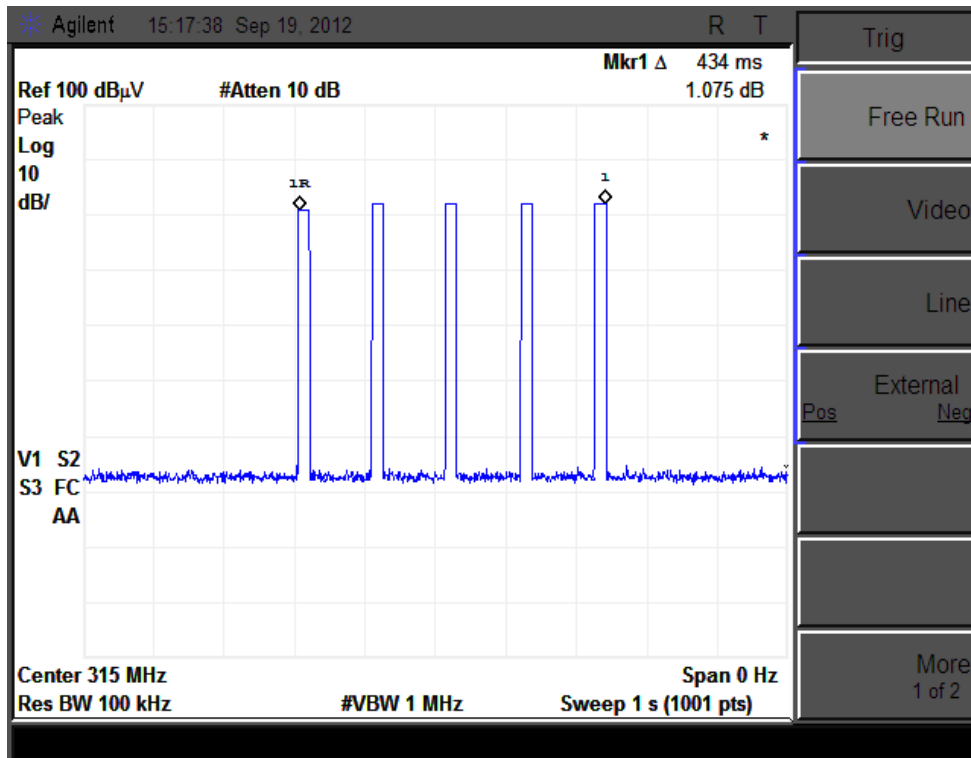 Agilent 15:17:38 Sep 19, 2012 R T
Trig
Mkr1 Δ 434 ms
Ref 100 dBμV #Atten 10 dB 1.075 dB
Peak
Log
10
dB/
1R
1
*
V1 S2
S3 FC
AA
Center 315 MHz Span 0 Hz
Res BW 100 kHz #VBW 1 MHz Sweep 1 s (1001 pts)
Free Run
Video
Line
External
Pos Neg
More
1 of 2